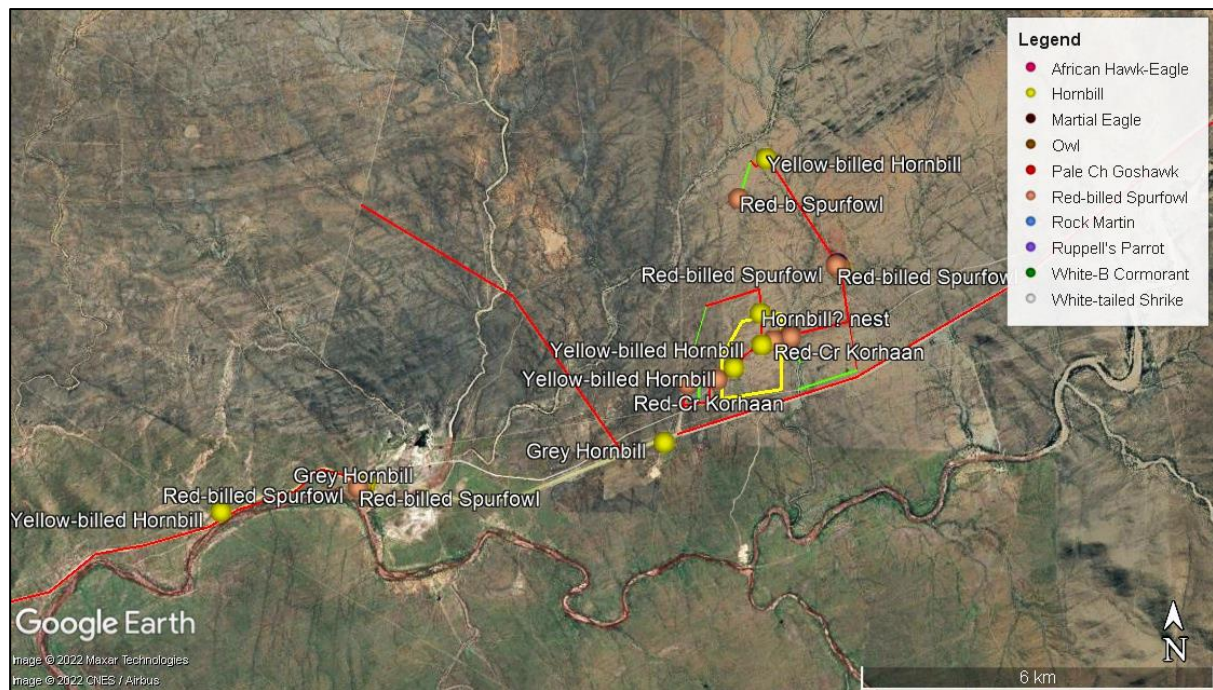 Legend
African Hawk-Eagle
Hornbill
Martial Eagle
Owl
Pale Ch Goshawk
Red-billed Spurfowl
Rock Martin
Ruppell's Parrot
White-B Cormorant
White-tailed Shrike
Yellow-billed Hornbill
Red-b Spurfowl
Red-billed Spurfowl
Red-billed Spurfowl
Hornbill? nest
Yellow-billed Hornbill
Red-Cr Korhaan
Yellow-billed Hornbill
Red-Cr Korhaan
Grey Hornbill
Grey Hornbill
Red-billed Spurfowl
Red-billed Spurfowl
Yellow-billed Hornbill
Google Earth
Image © 2022 Maxar Technologies
Image © 2022 CNES / Airbus
N
6 km